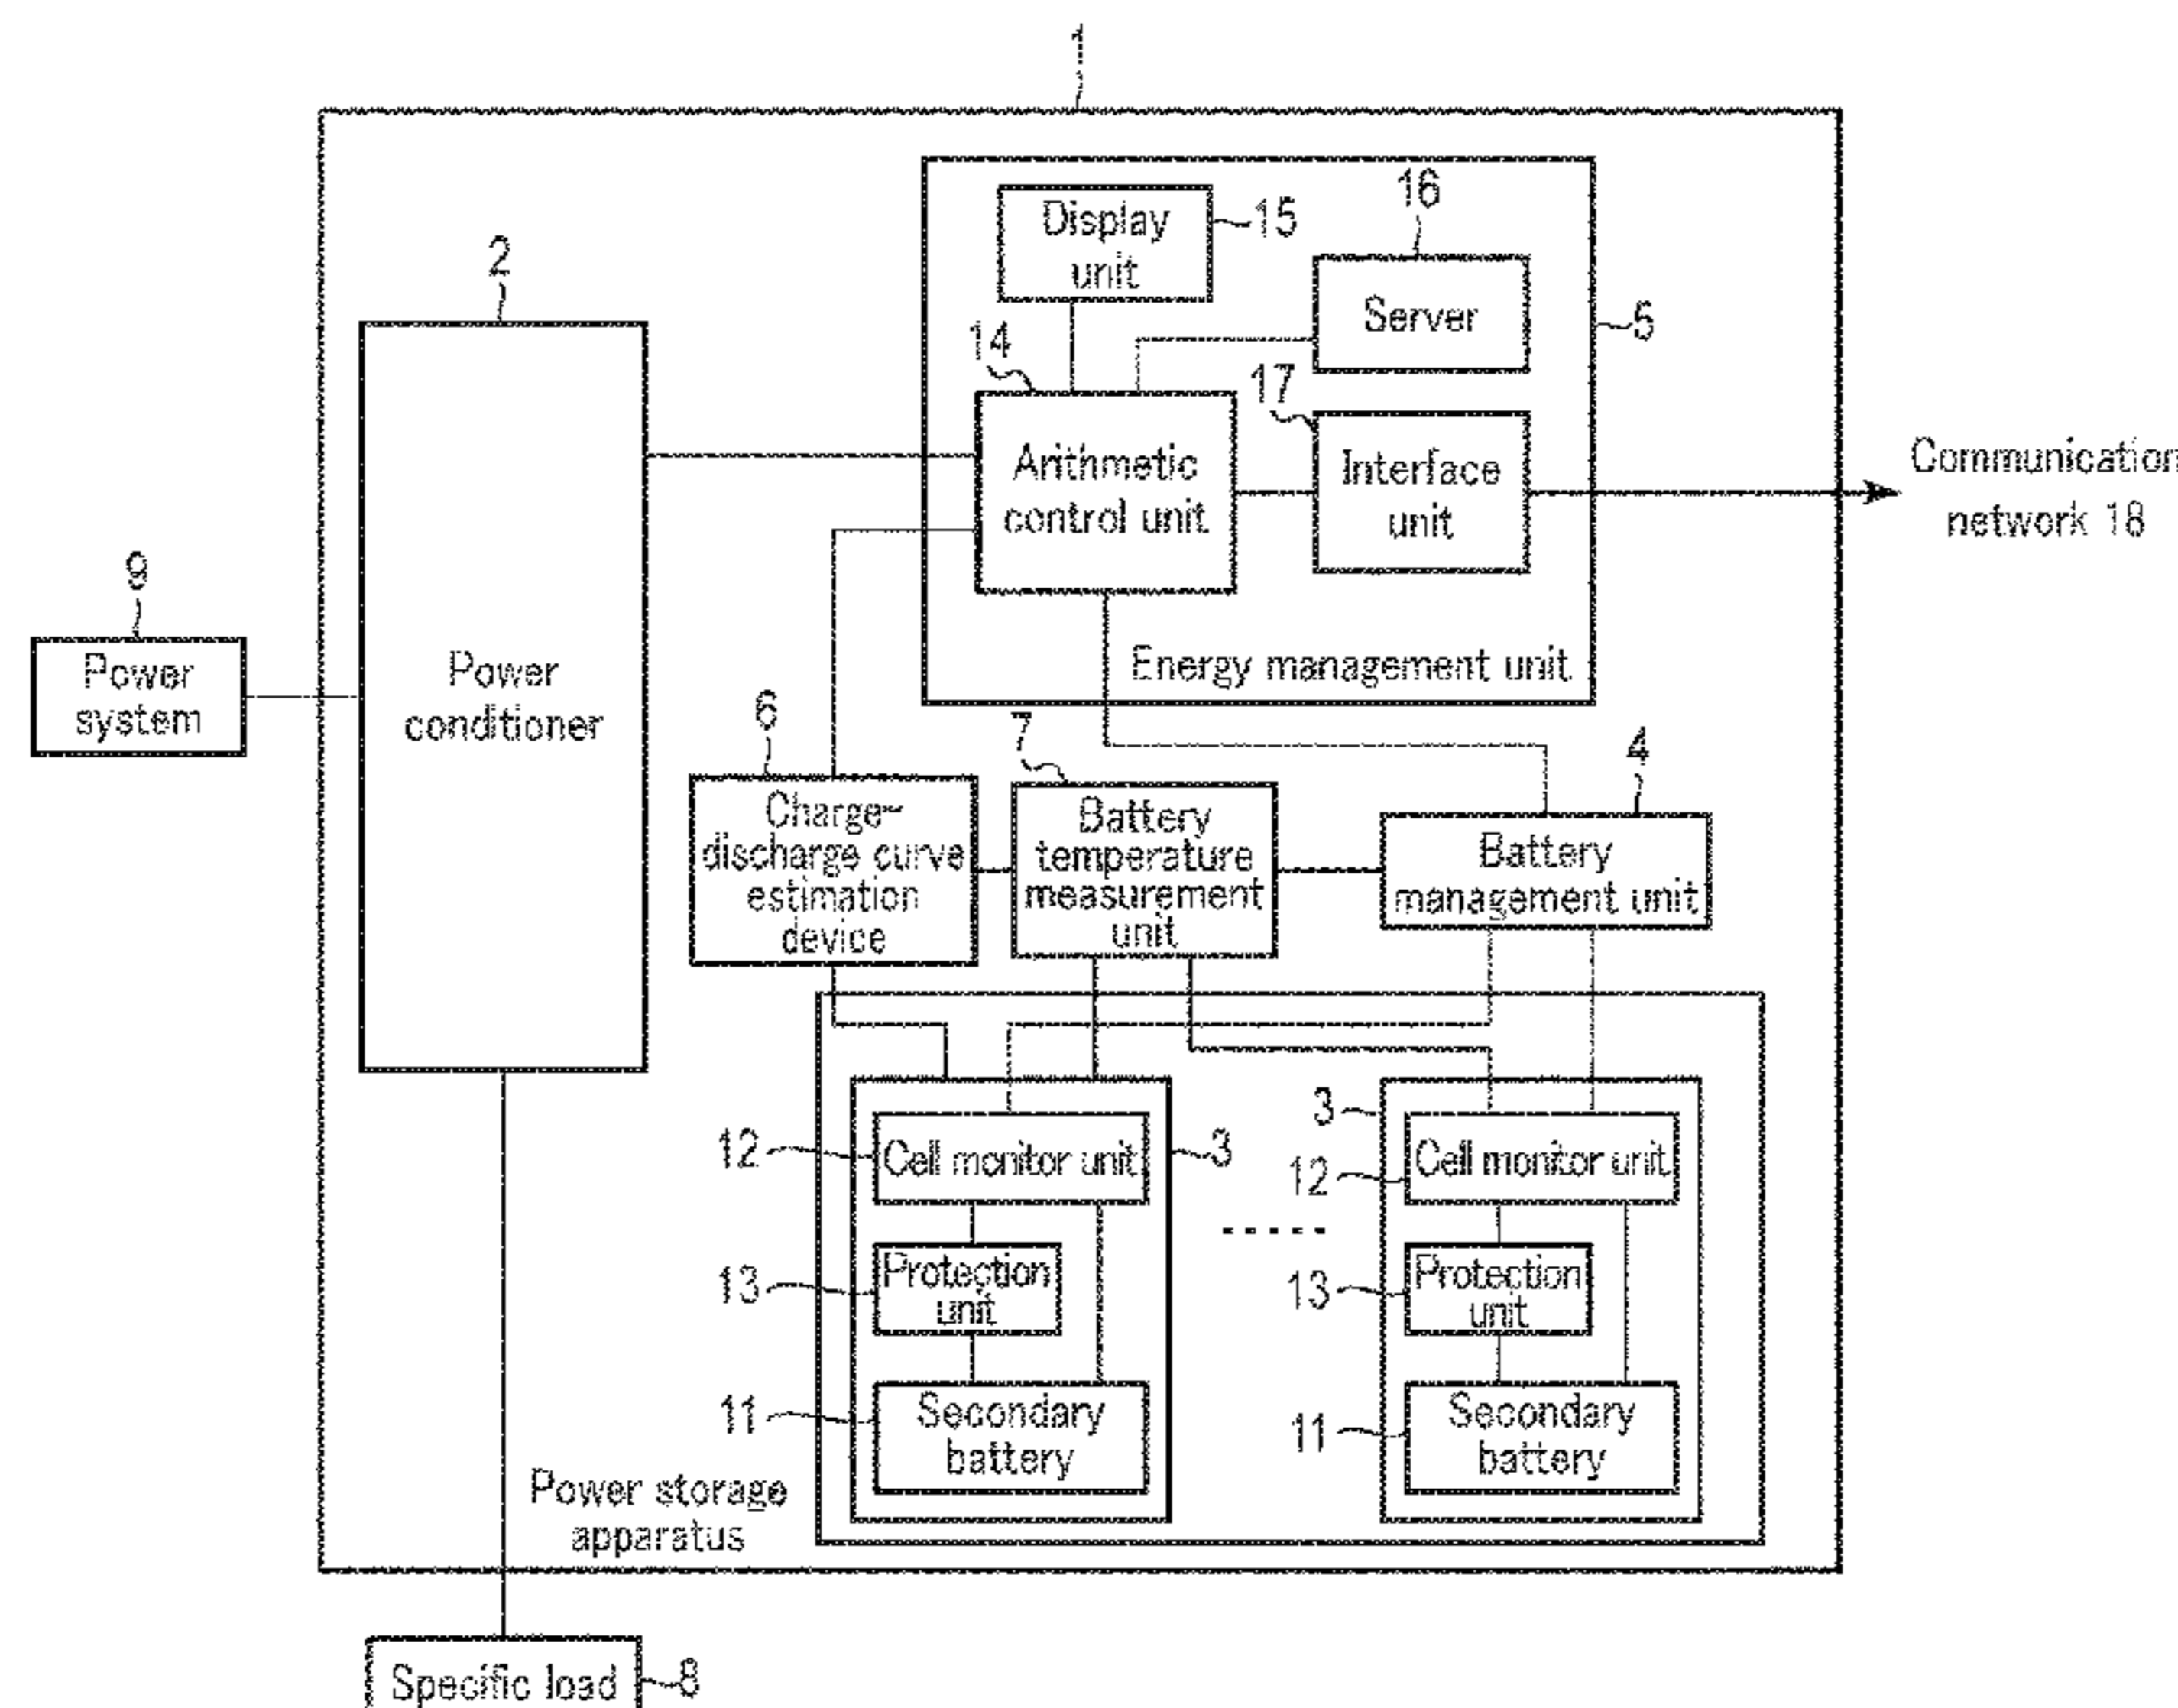 1
Display
unit
15
16
Server
5
2
14
17
Arithmetic
control unit
Interface
unit
Communication
network 18
Energy management unit
9
Power
system
Power
conditioner
6
Charge-
discharge curve
estimation
device
7
Battery
temperature
measurement
unit
4
Battery
management unit
12
Cell monitor unit
3
13
Protection
unit
11
Secondary
battery
3
12
Cell monitor unit
13
Protection
unit
11
Secondary
battery
Power storage
apparatus
Specific load
8